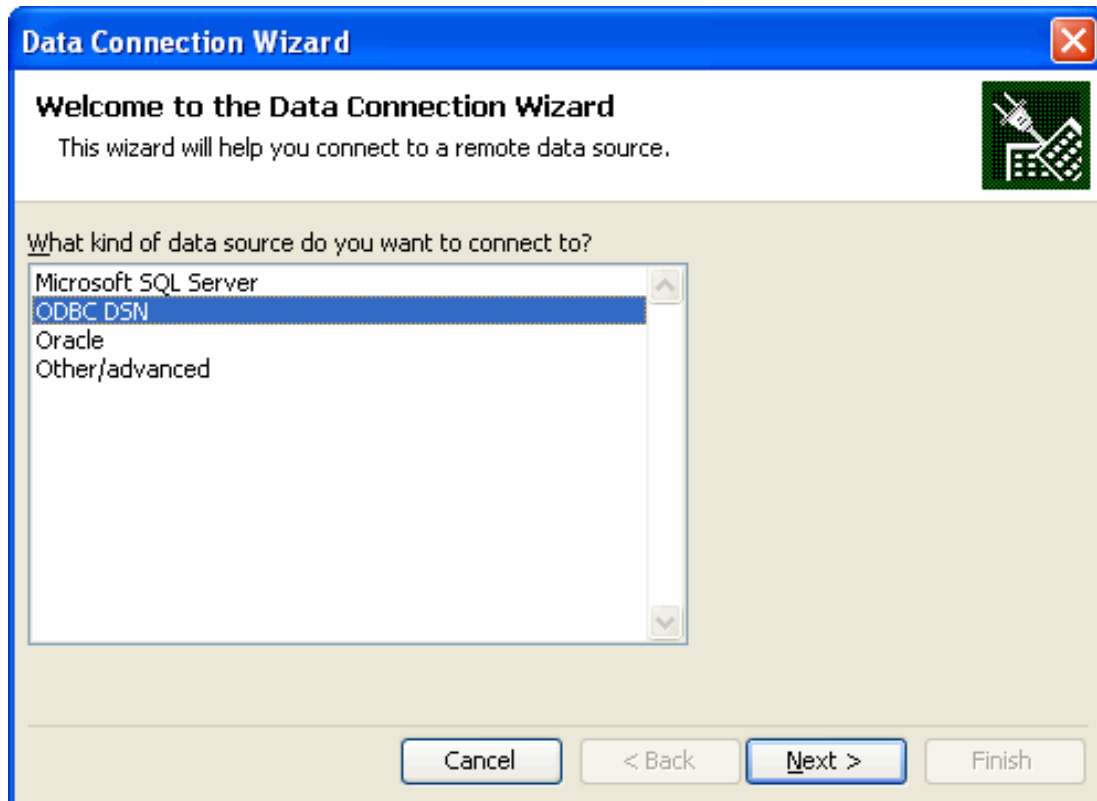 Data Connection Wizard
Welcome to the Data Connection Wizard
This wizard will help you connect to a remote data source.
What kind of data source do you want to connect to?
Microsoft SQL Server
ODBC DSN
Oracle
Other/advanced
Cancel < Back Next > Finish